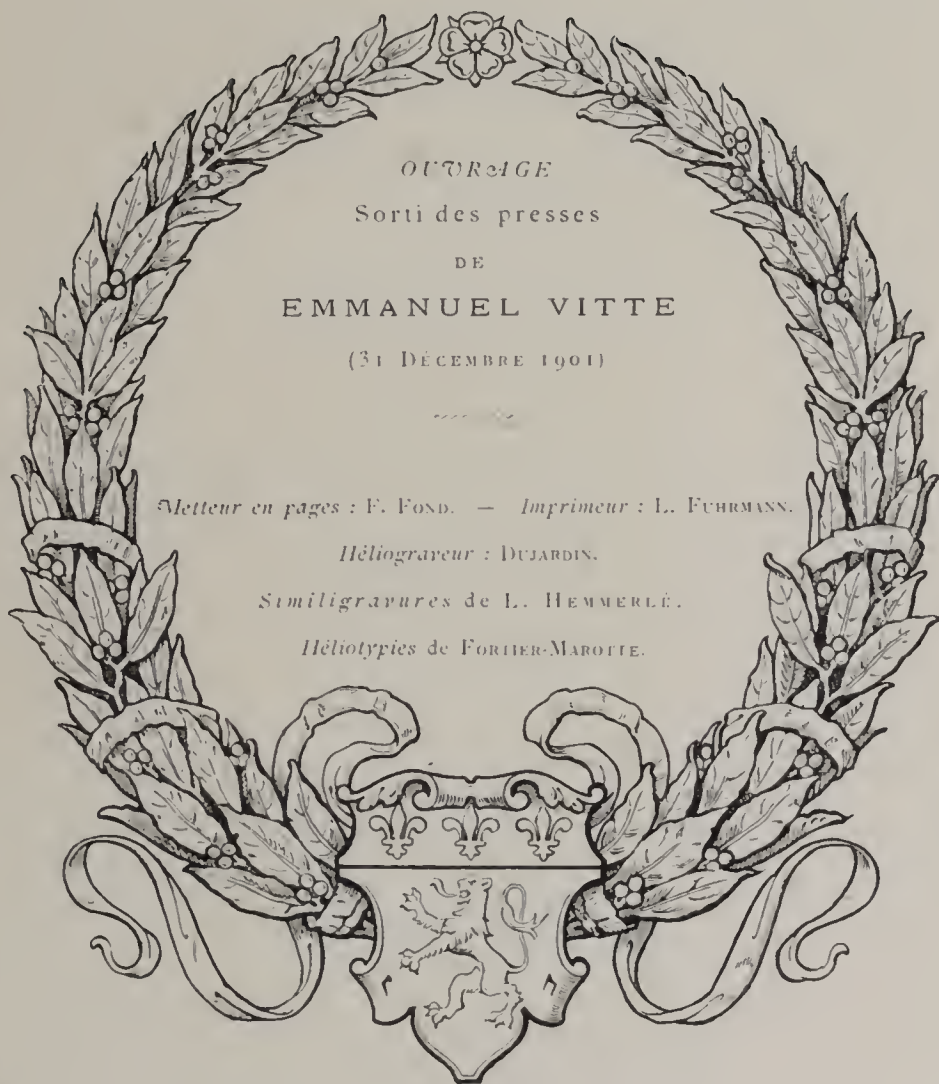 OUVRAGE
Sorti des presses
DE
EMMANUEL VITTE
(31 DÉCEMBRE 1901)
Metteur en pages : F. FOND. — Imprimeur : L. FUHRMANN.
Héliograveur : DUJARDIN.
Similigravures de L. HEMMERLÉ.
Héliotypies de FORTIER-MAROTTE.